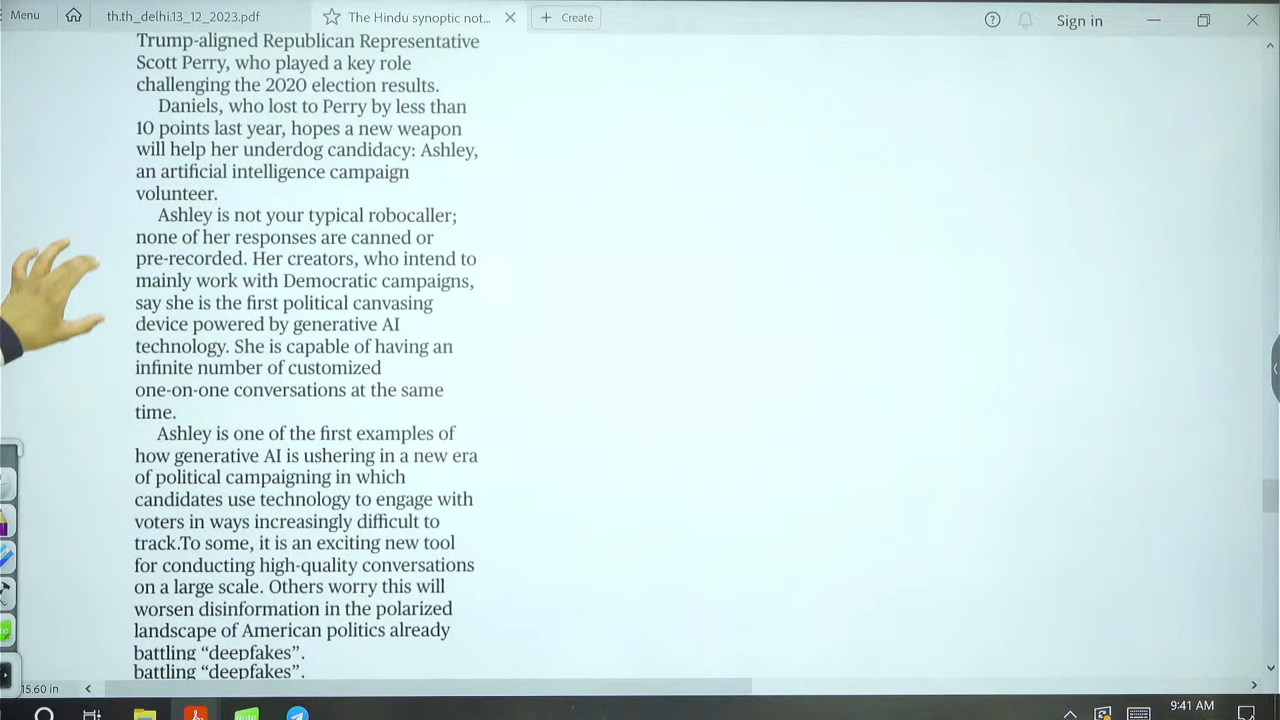 Menu
th.th_delhi.13_12_2023.pdf
The Hindu synoptic not...
Create
Sign in
Trump-aligned Republican Representative
Scott Perry, who played a key role
challenging the 2020 election results.
Daniels, who lost to Perry by less than
10 points last year, hopes a new weapon
will help her underdog candidacy: Ashley,
an artificial intelligence campaign
volunteer.
Ashley is not your typical robocaller;
none of her responses are canned or
pre-recorded. Her creators, who intend to
mainly work with Democratic campaigns,
say she is the first political canvasing
device powered by generative AI
technology. She is capable of having an
infinite number of customized
one-on-one conversations at the same
time.
Ashley is one of the first examples of
how generative AI is ushering in a new era
of political campaigning in which
candidates use technology to engage with
voters in ways increasingly difficult to
track.To some, it is an exciting new tool
for conducting high-quality conversations
on a large scale. Others worry this will
worsen disinformation in the polarized
landscape of American politics already
battling “deepfakes”.
battling “deepfakes”.
15.60 in
9:41 AM